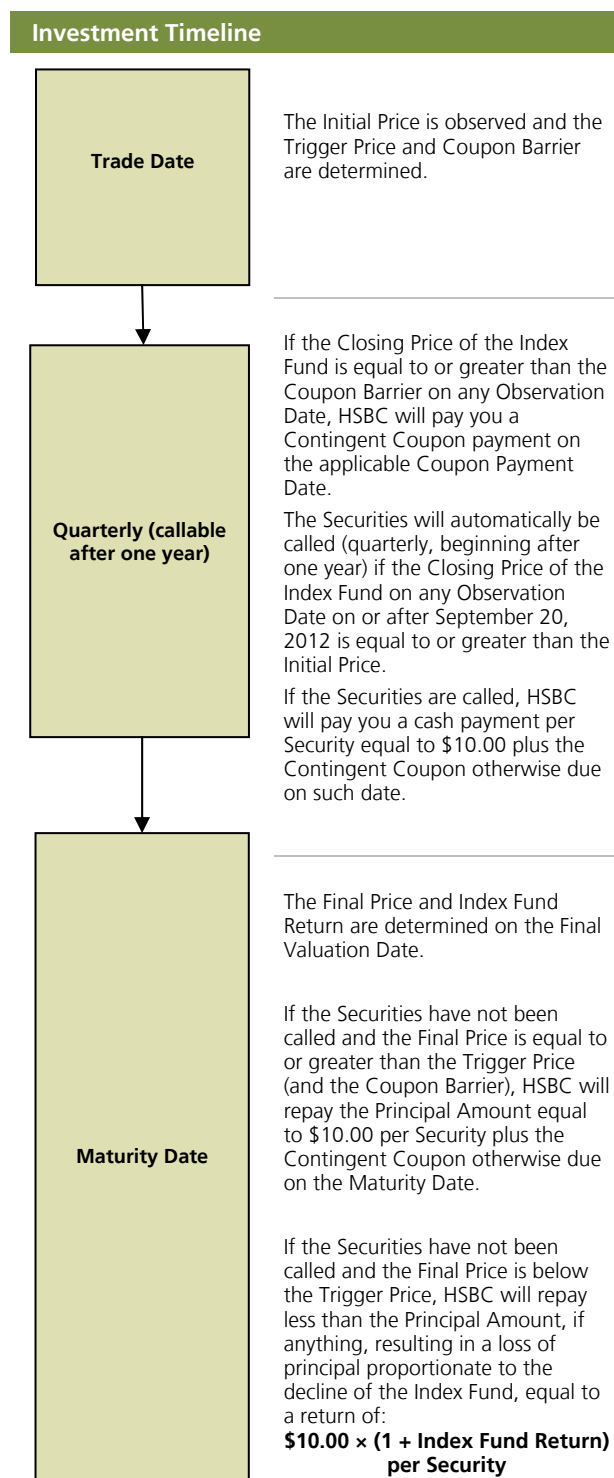 Investment Timeline
Trade Date
The Initial Price is observed and the
Trigger Price and Coupon Barrier
are determined.
Quarterly (callable
after one year)
If the Closing Price of the Index
Fund is equal to or greater than the
Coupon Barrier on any Observation
Date, HSBC will pay you a
Contingent Coupon payment on
the applicable Coupon Payment
Date.
The Securities will automatically be
called (quarterly, beginning after
one year) if the Closing Price of the
Index Fund on any Observation
Date on or after September 20,
2012 is equal to or greater than the
Initial Price.
If the Securities are called, HSBC
will pay you a cash payment per
Security equal to $10.00 plus the
Contingent Coupon otherwise due
on such date.
Maturity Date
The Final Price and Index Fund
Return are determined on the Final
Valuation Date.
If the Securities have not been
called and the Final Price is equal to
or greater than the Trigger Price
(and the Coupon Barrier), HSBC will
repay the Principal Amount equal
to $10.00 per Security plus the
Contingent Coupon otherwise due
on the Maturity Date.
If the Securities have not been
called and the Final Price is below
the Trigger Price, HSBC will repay
less than the Principal Amount, if
anything, resulting in a loss of
principal proportionate to the
decline of the Index Fund, equal to
a return of:
$10.00 × (1 + Index Fund Return)
per Security